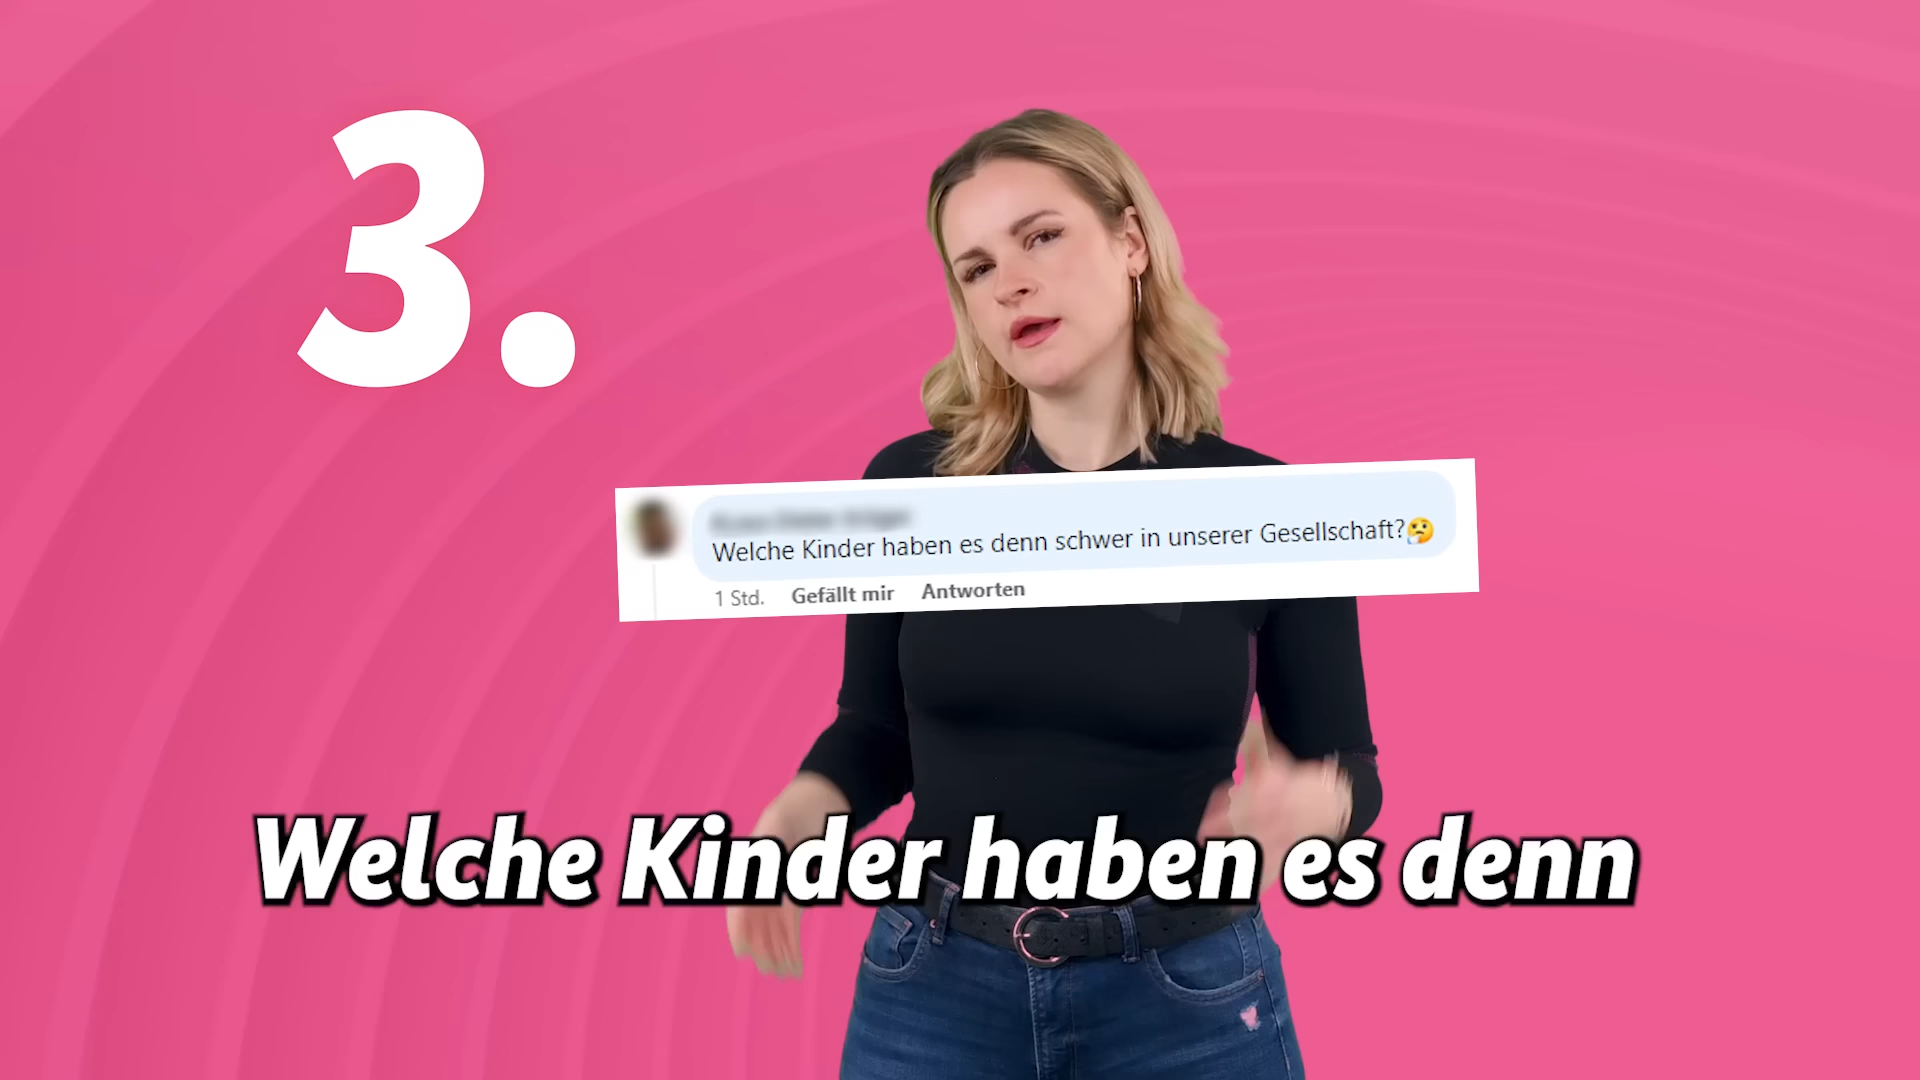 3.
Welche Kinder haben es denn schwer in unserer Gesellschaft?🤔
1 Std. Gefällt mir Antworten
Welche Kinder haben es denn